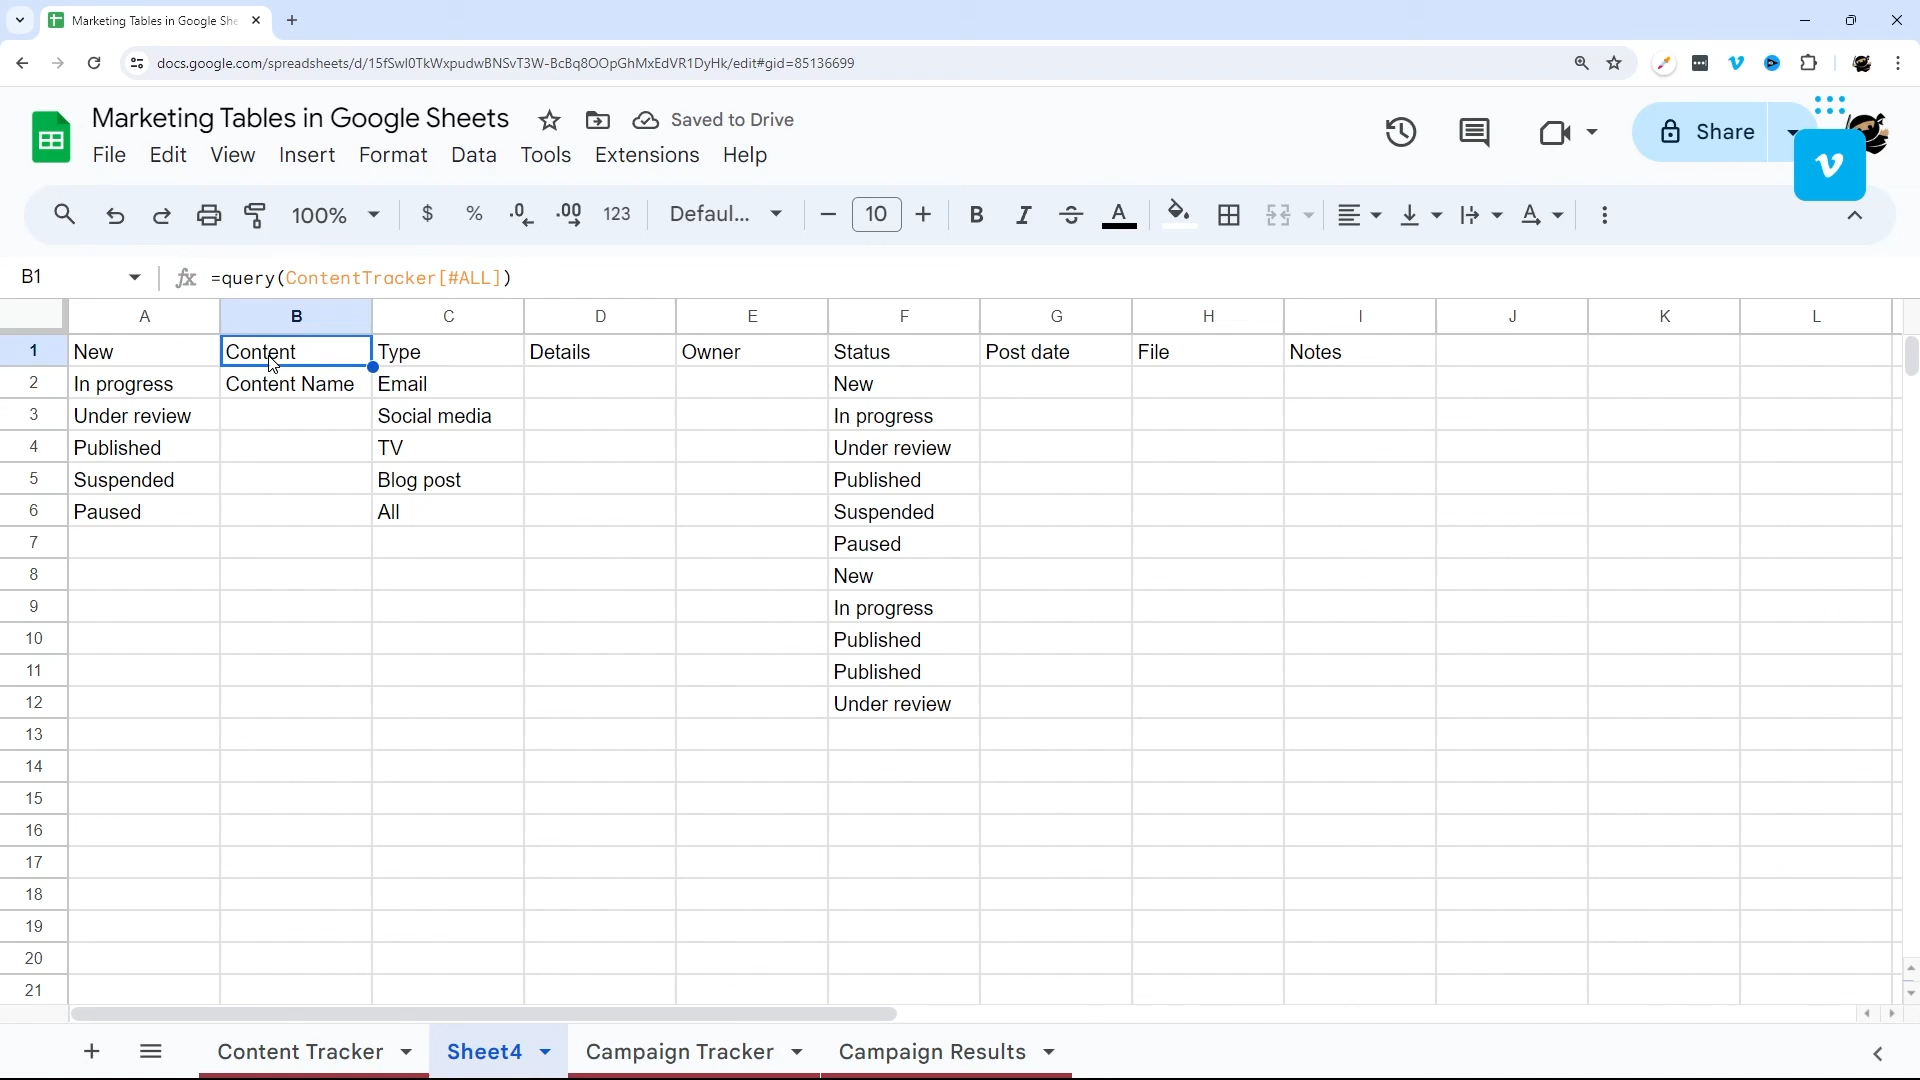 Marketing Tables in Google She
docs.google.com/spreadsheets/d/15fSwI0TkWxpudwBNSvT3W-BcBq8OOpGhMxEdVR1DyHk/edit#gid=85136699
Marketing Tables in Google Sheets
Saved to Drive
File Edit View Insert Format Data Tools Extensions Help
Share
100% $ % .0 .00 123 Defaul... 10 B I A
B1 fx =query(ContentTracker[#ALL])
A B C D E F G H I J K L
1 New Content Type Details Owner Status Post date File Notes
2 In progress Content Name Email New
3 Under review Social media In progress
4 Published TV Under review
5 Suspended Blog post Published
6 Paused All Suspended
7 Paused
8 New
9 In progress
10 Published
11 Published
12 Under review
13
14
15
16
17
18
19
20
21
Content Tracker Sheet4 Campaign Tracker Campaign Results